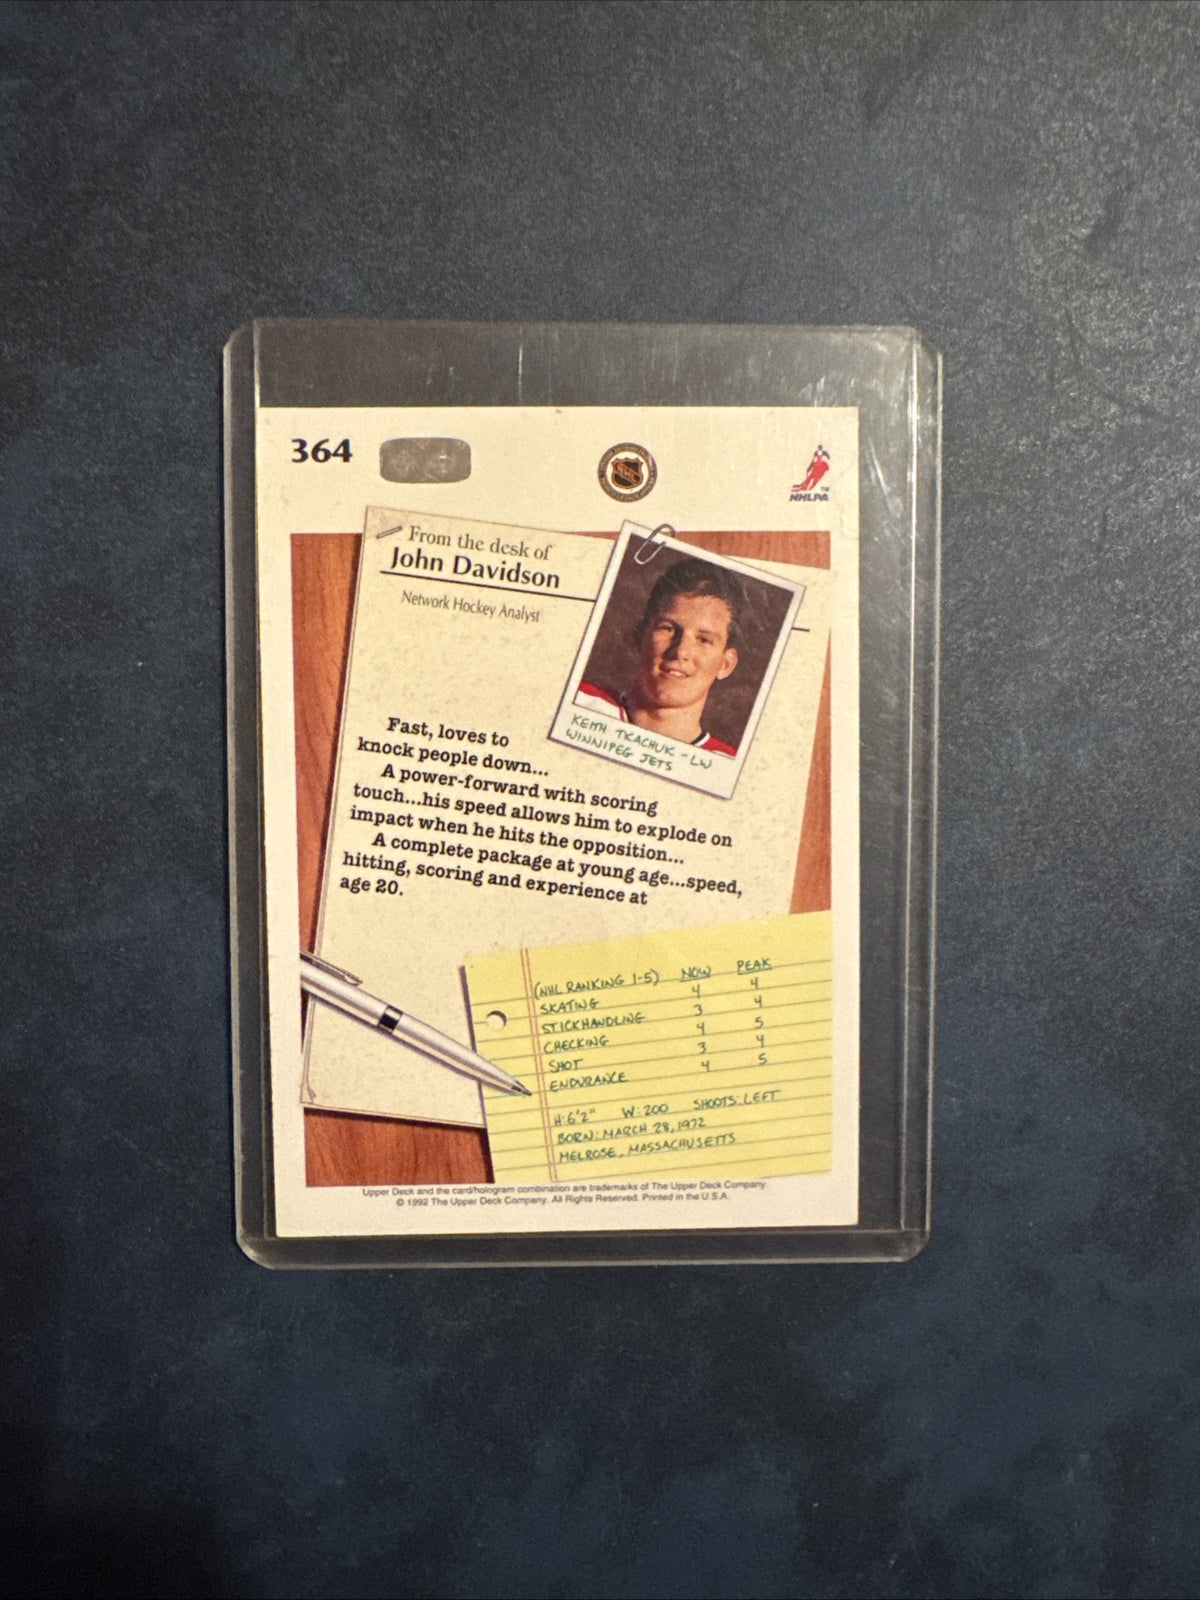 364
NHL
NHLPA
TM
From the desk of
John Davidson
Network Hockey Analyst
KEITH TKACHUK - LW
WINNIPEG JETS
Fast, loves to
knock people down...
A power-forward with scoring
touch...his speed allows him to explode on
impact when he hits the opposition...
A complete package at young age...speed,
hitting, scoring and experience at
age 20.
(NHL RANKING 1-5) NOW PEAK
SKATING 4 4
STICKHANDLING 3 4
CHECKING 4 5
SHOT 3 4
ENDURANCE 4 5
H: 6'2" W: 200 SHOOTS: LEFT
BORN: MARCH 28, 1972
MELROSE, MASSACHUSETTS
Upper Deck and the card/hologram combination are trademarks of The Upper Deck Company.
© 1992 The Upper Deck Company. All Rights Reserved. Printed in the U.S.A.